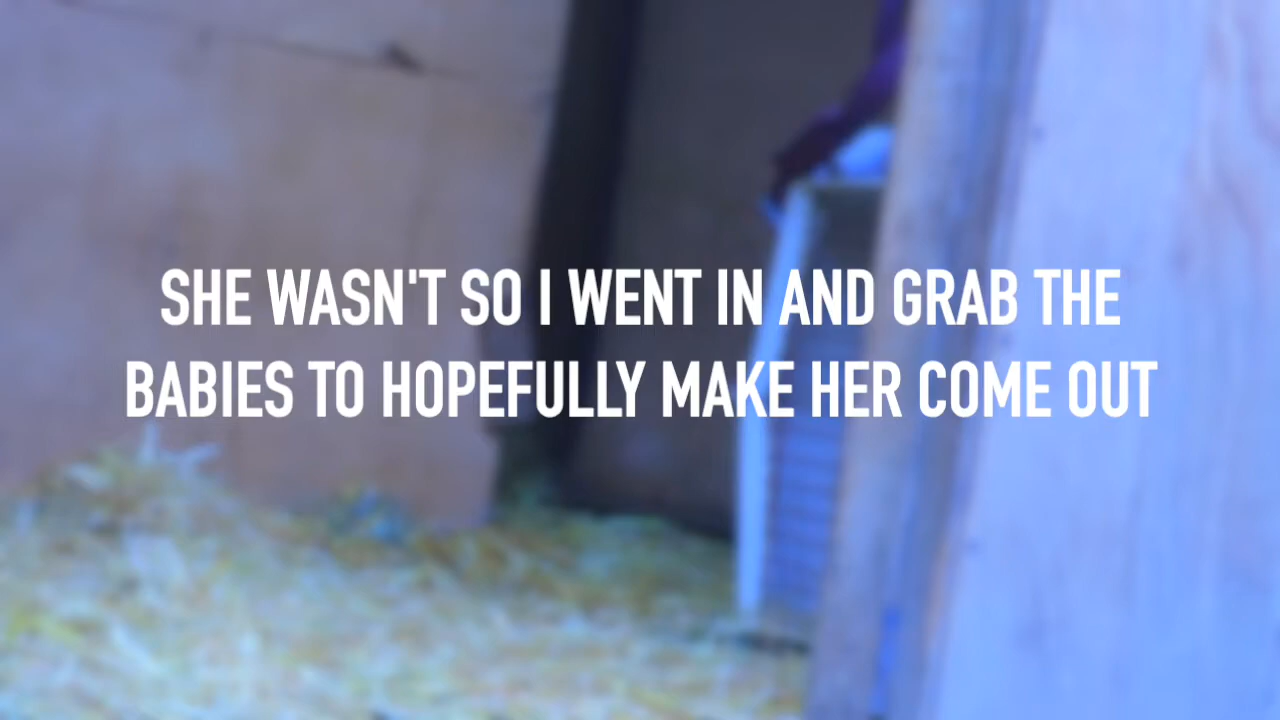 SHE WASN'T SO I WENT IN AND GRAB THE
BABIES TO HOPEFULLY MAKE HER COME OUT